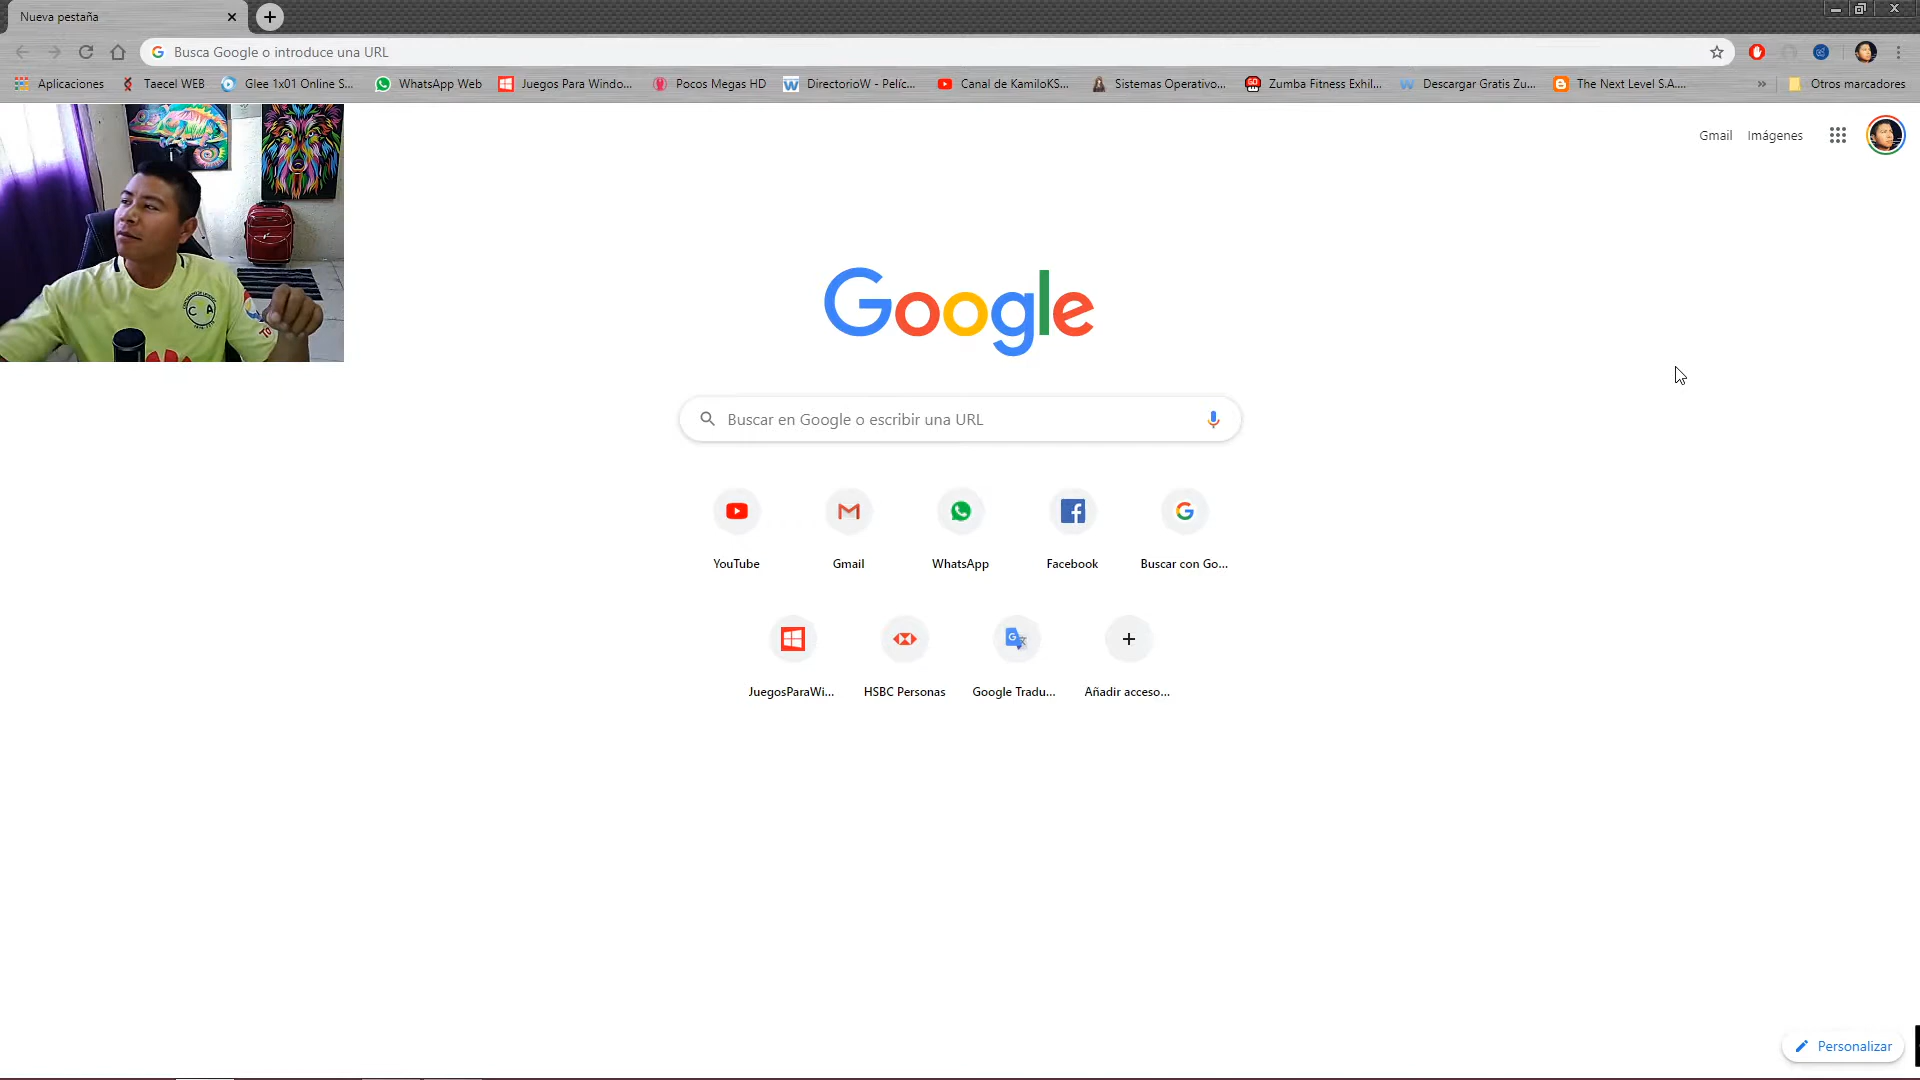 Nueva pestaña
Busca Google o introduce una URL
Aplicaciones Taecel WEB Glee 1x01 Online S... WhatsApp Web Juegos Para Windo... Pocos Megas HD DirectorioW - Pelíc... Canal de KamiloKS... Sistemas Operativo... Zumba Fitness Exhil... Descargar Gratis Zu... The Next Level S.A.... » Otros marcadores
Gmail Imágenes
CA
Google
Buscar en Google o escribir una URL
YouTube Gmail WhatsApp Facebook Buscar con Go...
JuegosParaWi... HSBC Personas Google Tradu... Añadir acceso...
Personalizar